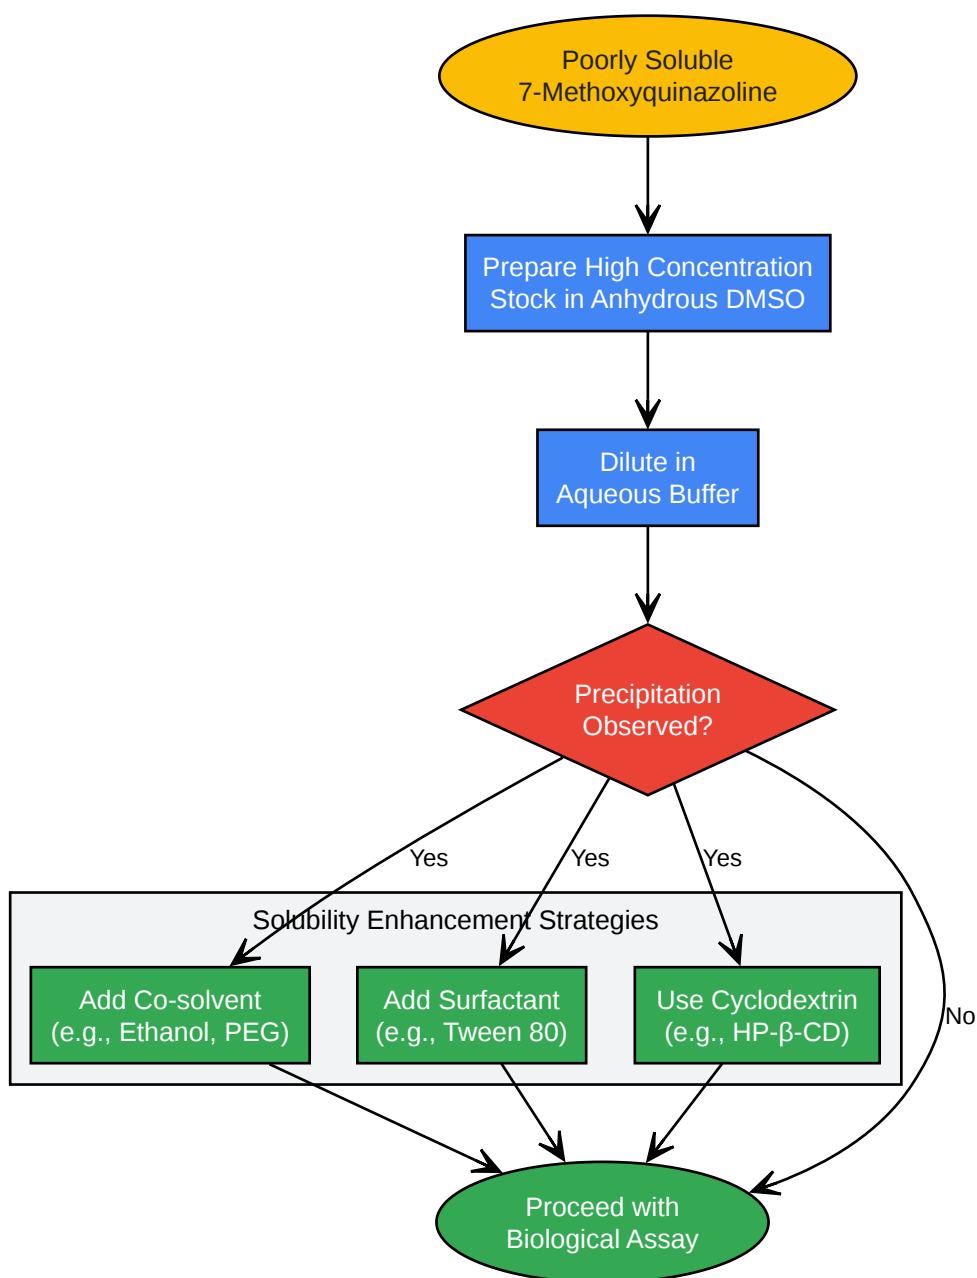 Poorly Soluble
7-Methoxyquinazoline
Prepare High Concentration
Stock in Anhydrous DMSO
Dilute in
Aqueous Buffer
Precipitation
Observed?
Yes
Yes
Yes
No
Solubility Enhancement Strategies
Add Co-solvent
(e.g., Ethanol, PEG)
Add Surfactant
(e.g., Tween 80)
Use Cyclodextrin
(e.g., HP-β-CD)
Proceed with
Biological Assay